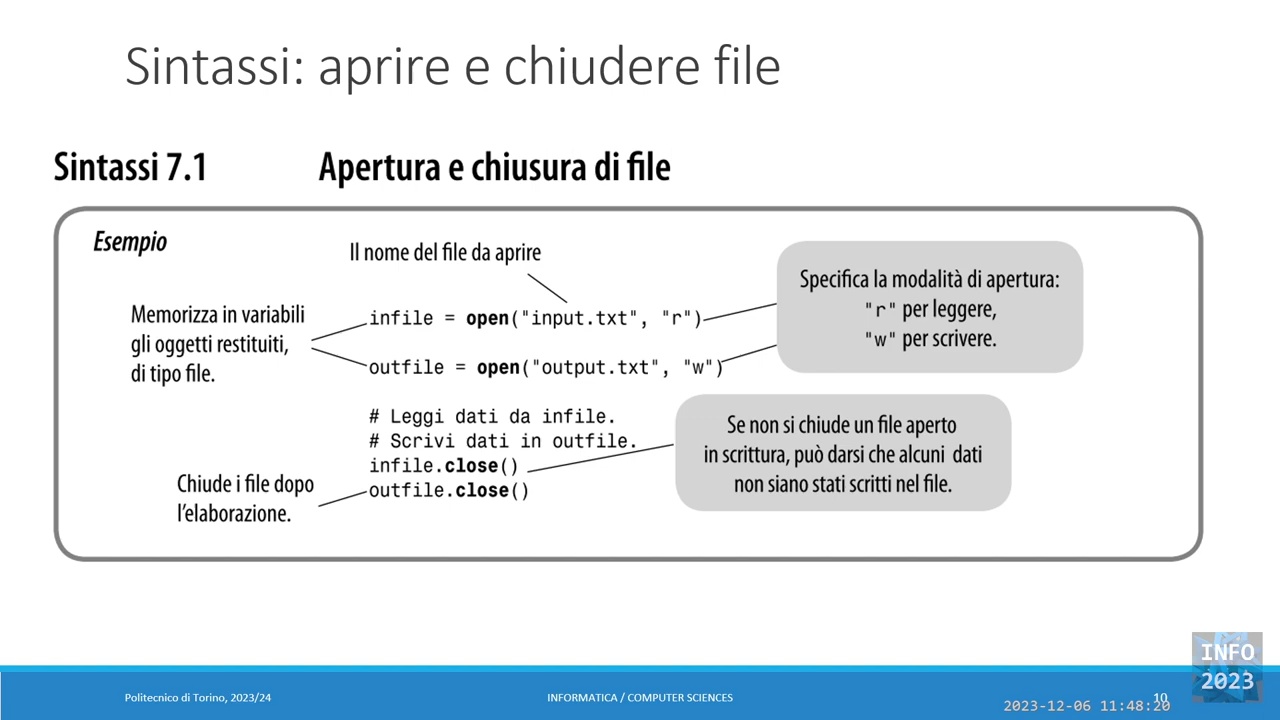 Sintassi: aprire e chiudere file
Sintassi 7.1 Apertura e chiusura di file
Esempio
Il nome del file da aprire
Memorizza in variabili
gli oggetti restituiti,
di tipo file.
infile = open("input.txt", "r")
outfile = open("output.txt", "w")
Specifica la modalità di apertura:
"r" per leggere,
"w" per scrivere.
# Leggi dati da infile.
# Scrivi dati in outfile.
infile.close()
outfile.close()
Se non si chiude un file aperto
in scrittura, può darsi che alcuni dati
non siano stati scritti nel file.
Chiude i file dopo
l'elaborazione.
Politecnico di Torino, 2023/24
INFORMATICA / COMPUTER SCIENCES
10
2023-12-06 11:48:20
INFO
2023